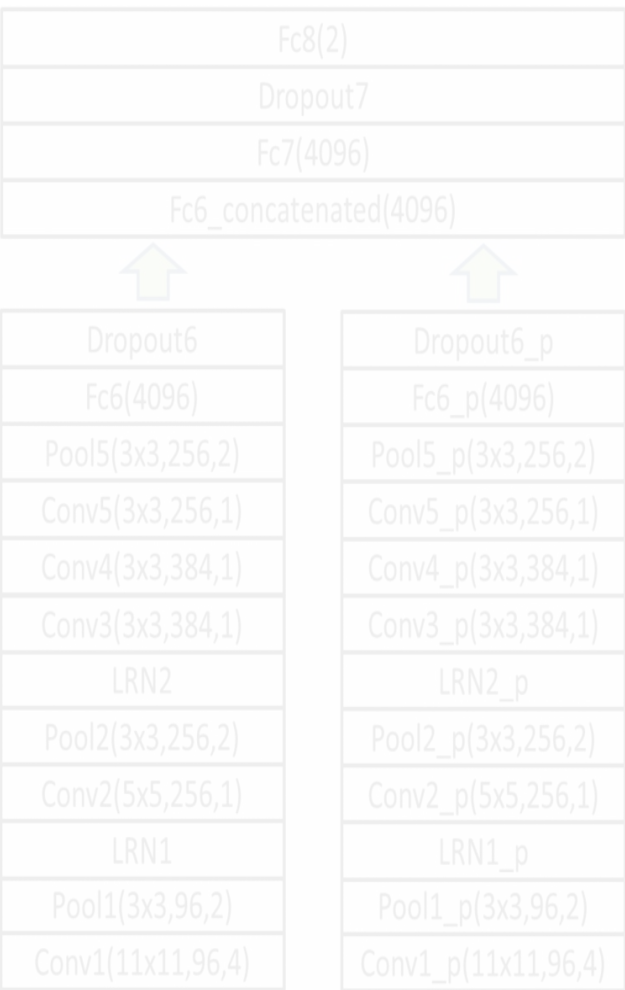 Fc8(2)
Dropout7
Fc7(4096)
Fc6_concatenated(4096)
Dropout6
Fc6(4096)
Pool5(3x3,256,2)
Conv5(3x3,256,1)
Conv4(3x3,384,1)
Conv3(3x3,384,1)
LRN2
Pool2(3x3,256,2)
Conv2(5x5,256,1)
LRN1
Pool1(3x3,96,2)
Conv1(11x11,96,4)
Dropout6_p
Fc6_p(4096)
Pool5_p(3x3,256,2)
Conv5_p(3x3,256,1)
Conv4_p(3x3,384,1)
Conv3_p(3x3,384,1)
LRN2_p
Pool2_p(3x3,256,2)
Conv2_p(5x5,256,1)
LRN1_p
Pool1_p(3x3,96,2)
Conv1_p(11x11,96,4)